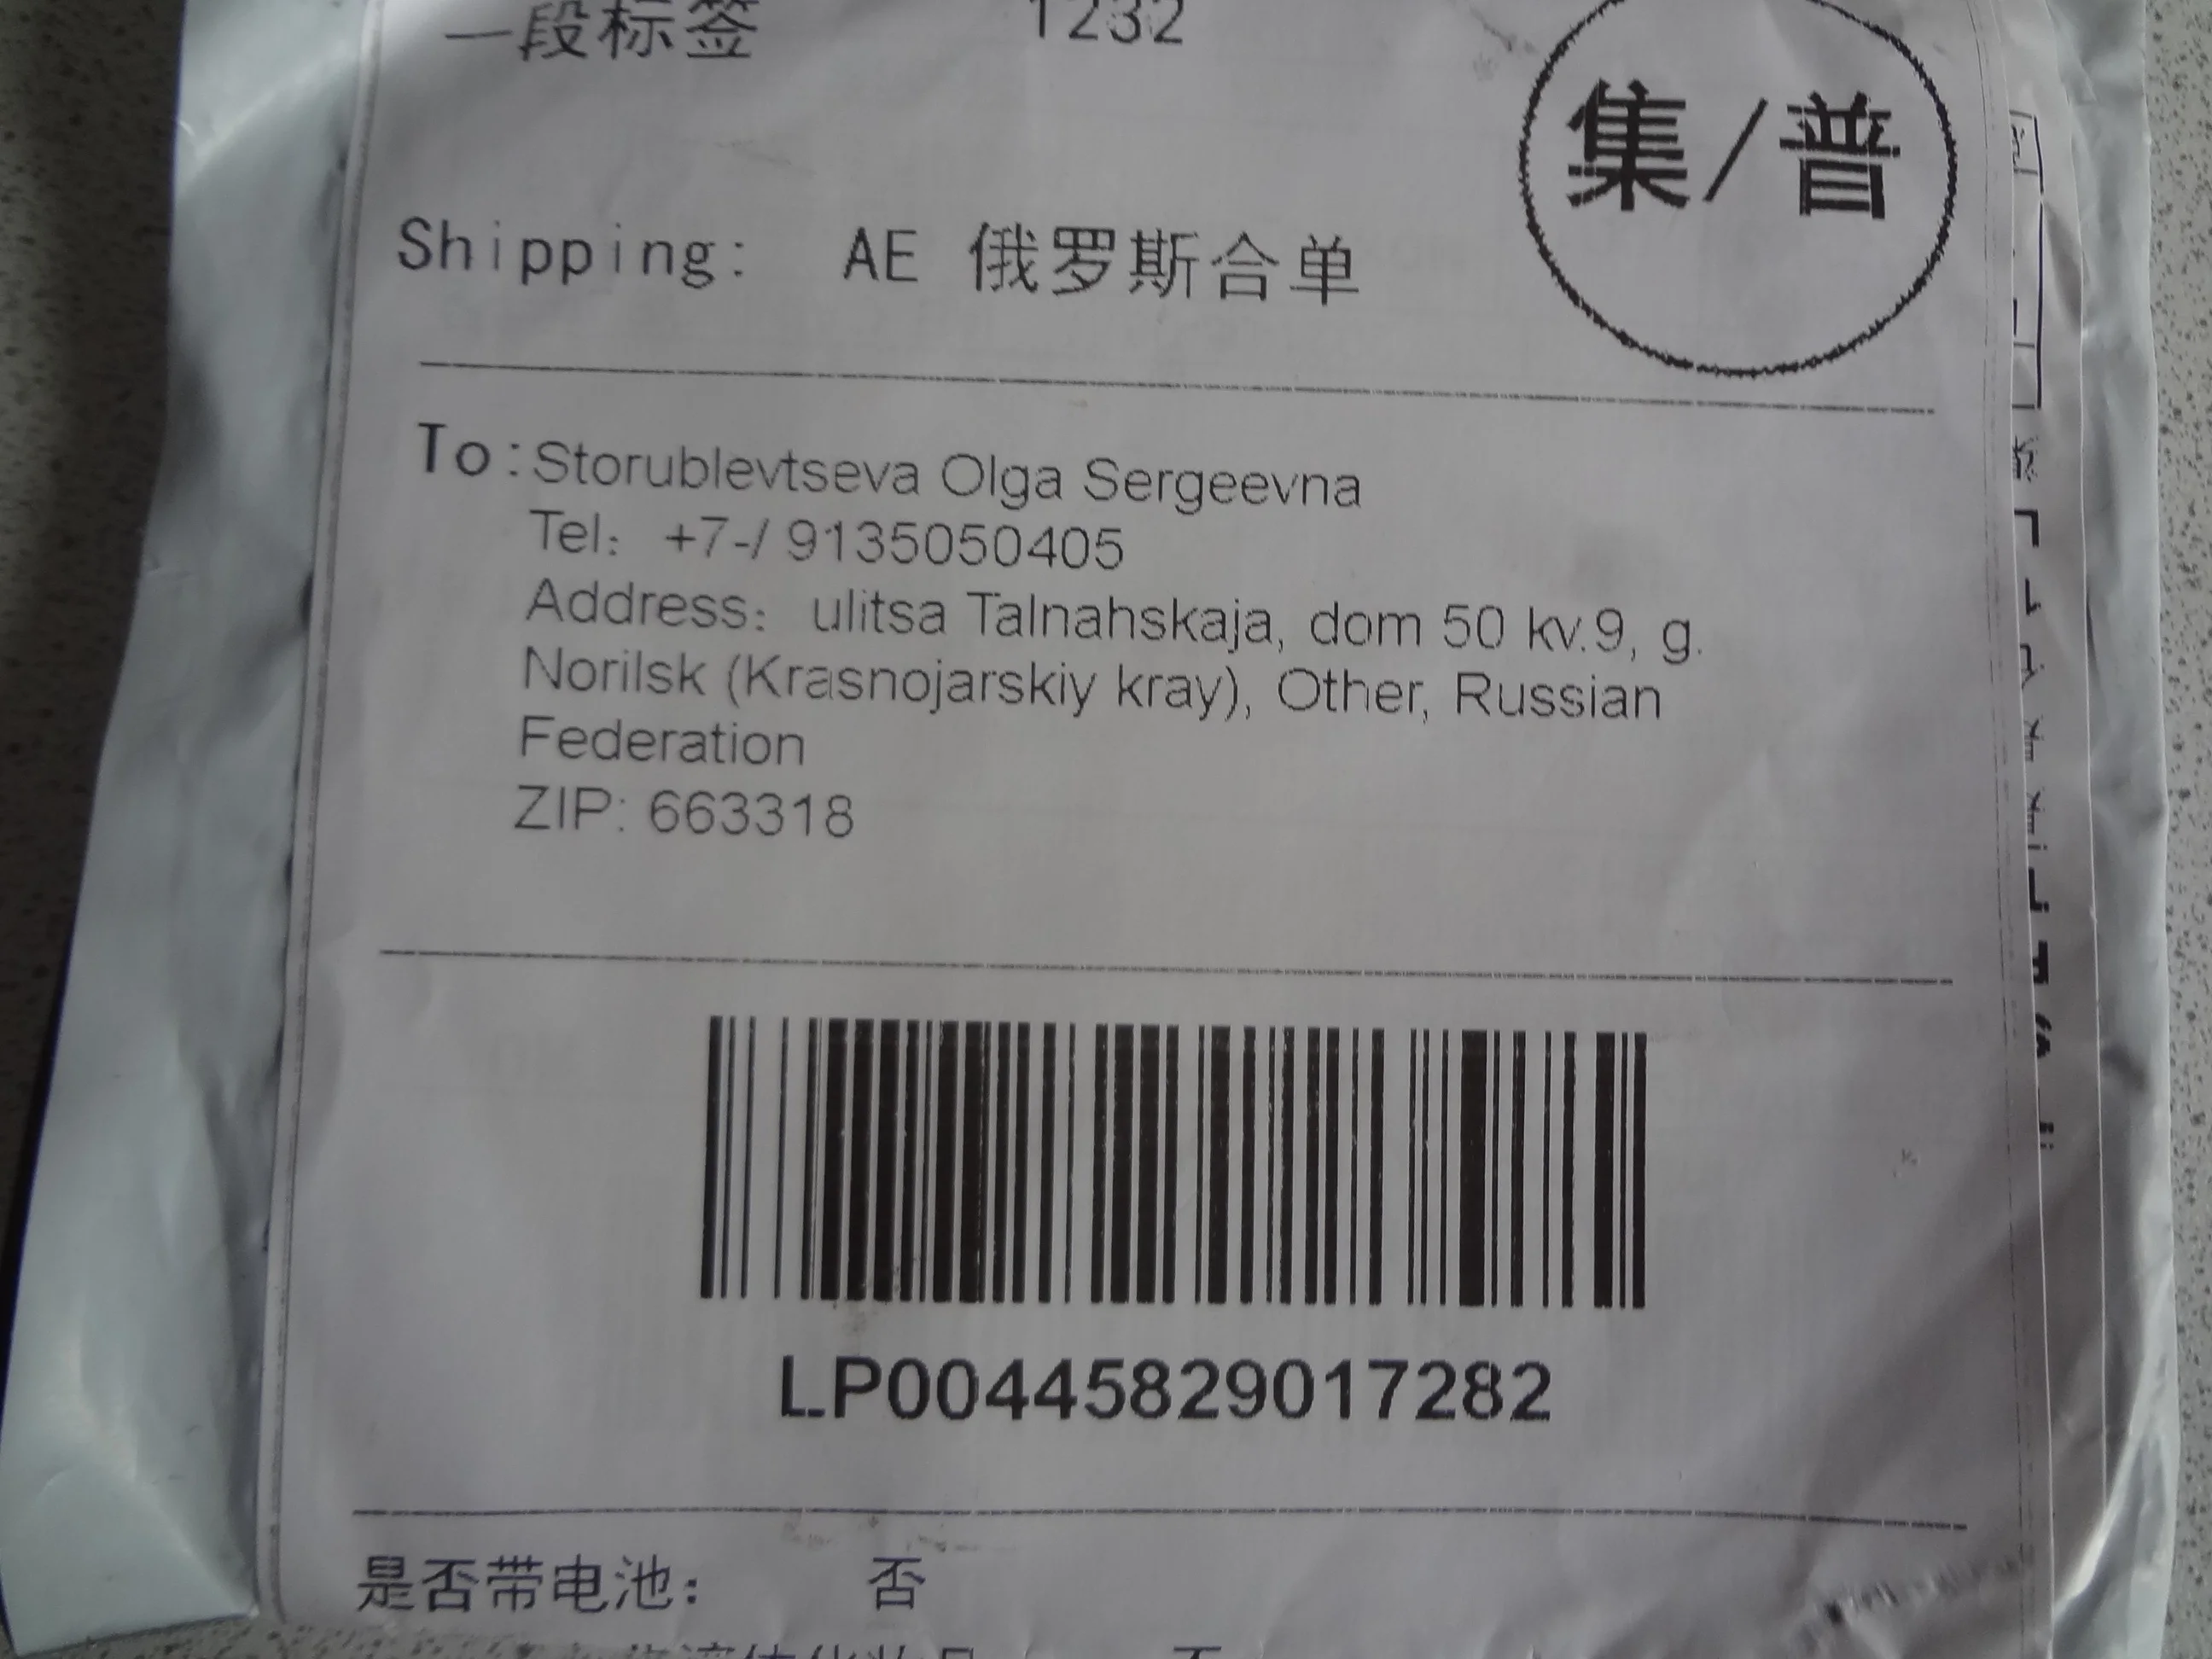 一段标签 1232
集/普
Shipping: AE 俄罗斯合单
To:Storublevtseva Olga Sergeevna
Tel: +7-/ 9135050405
Address: ulitsa Talnahskaja, dom 50 kv.9, g.
Norilsk (Krasnojarskiy kray), Other, Russian
Federation
ZIP: 663318
LP00445829017282
是否带电池: 否